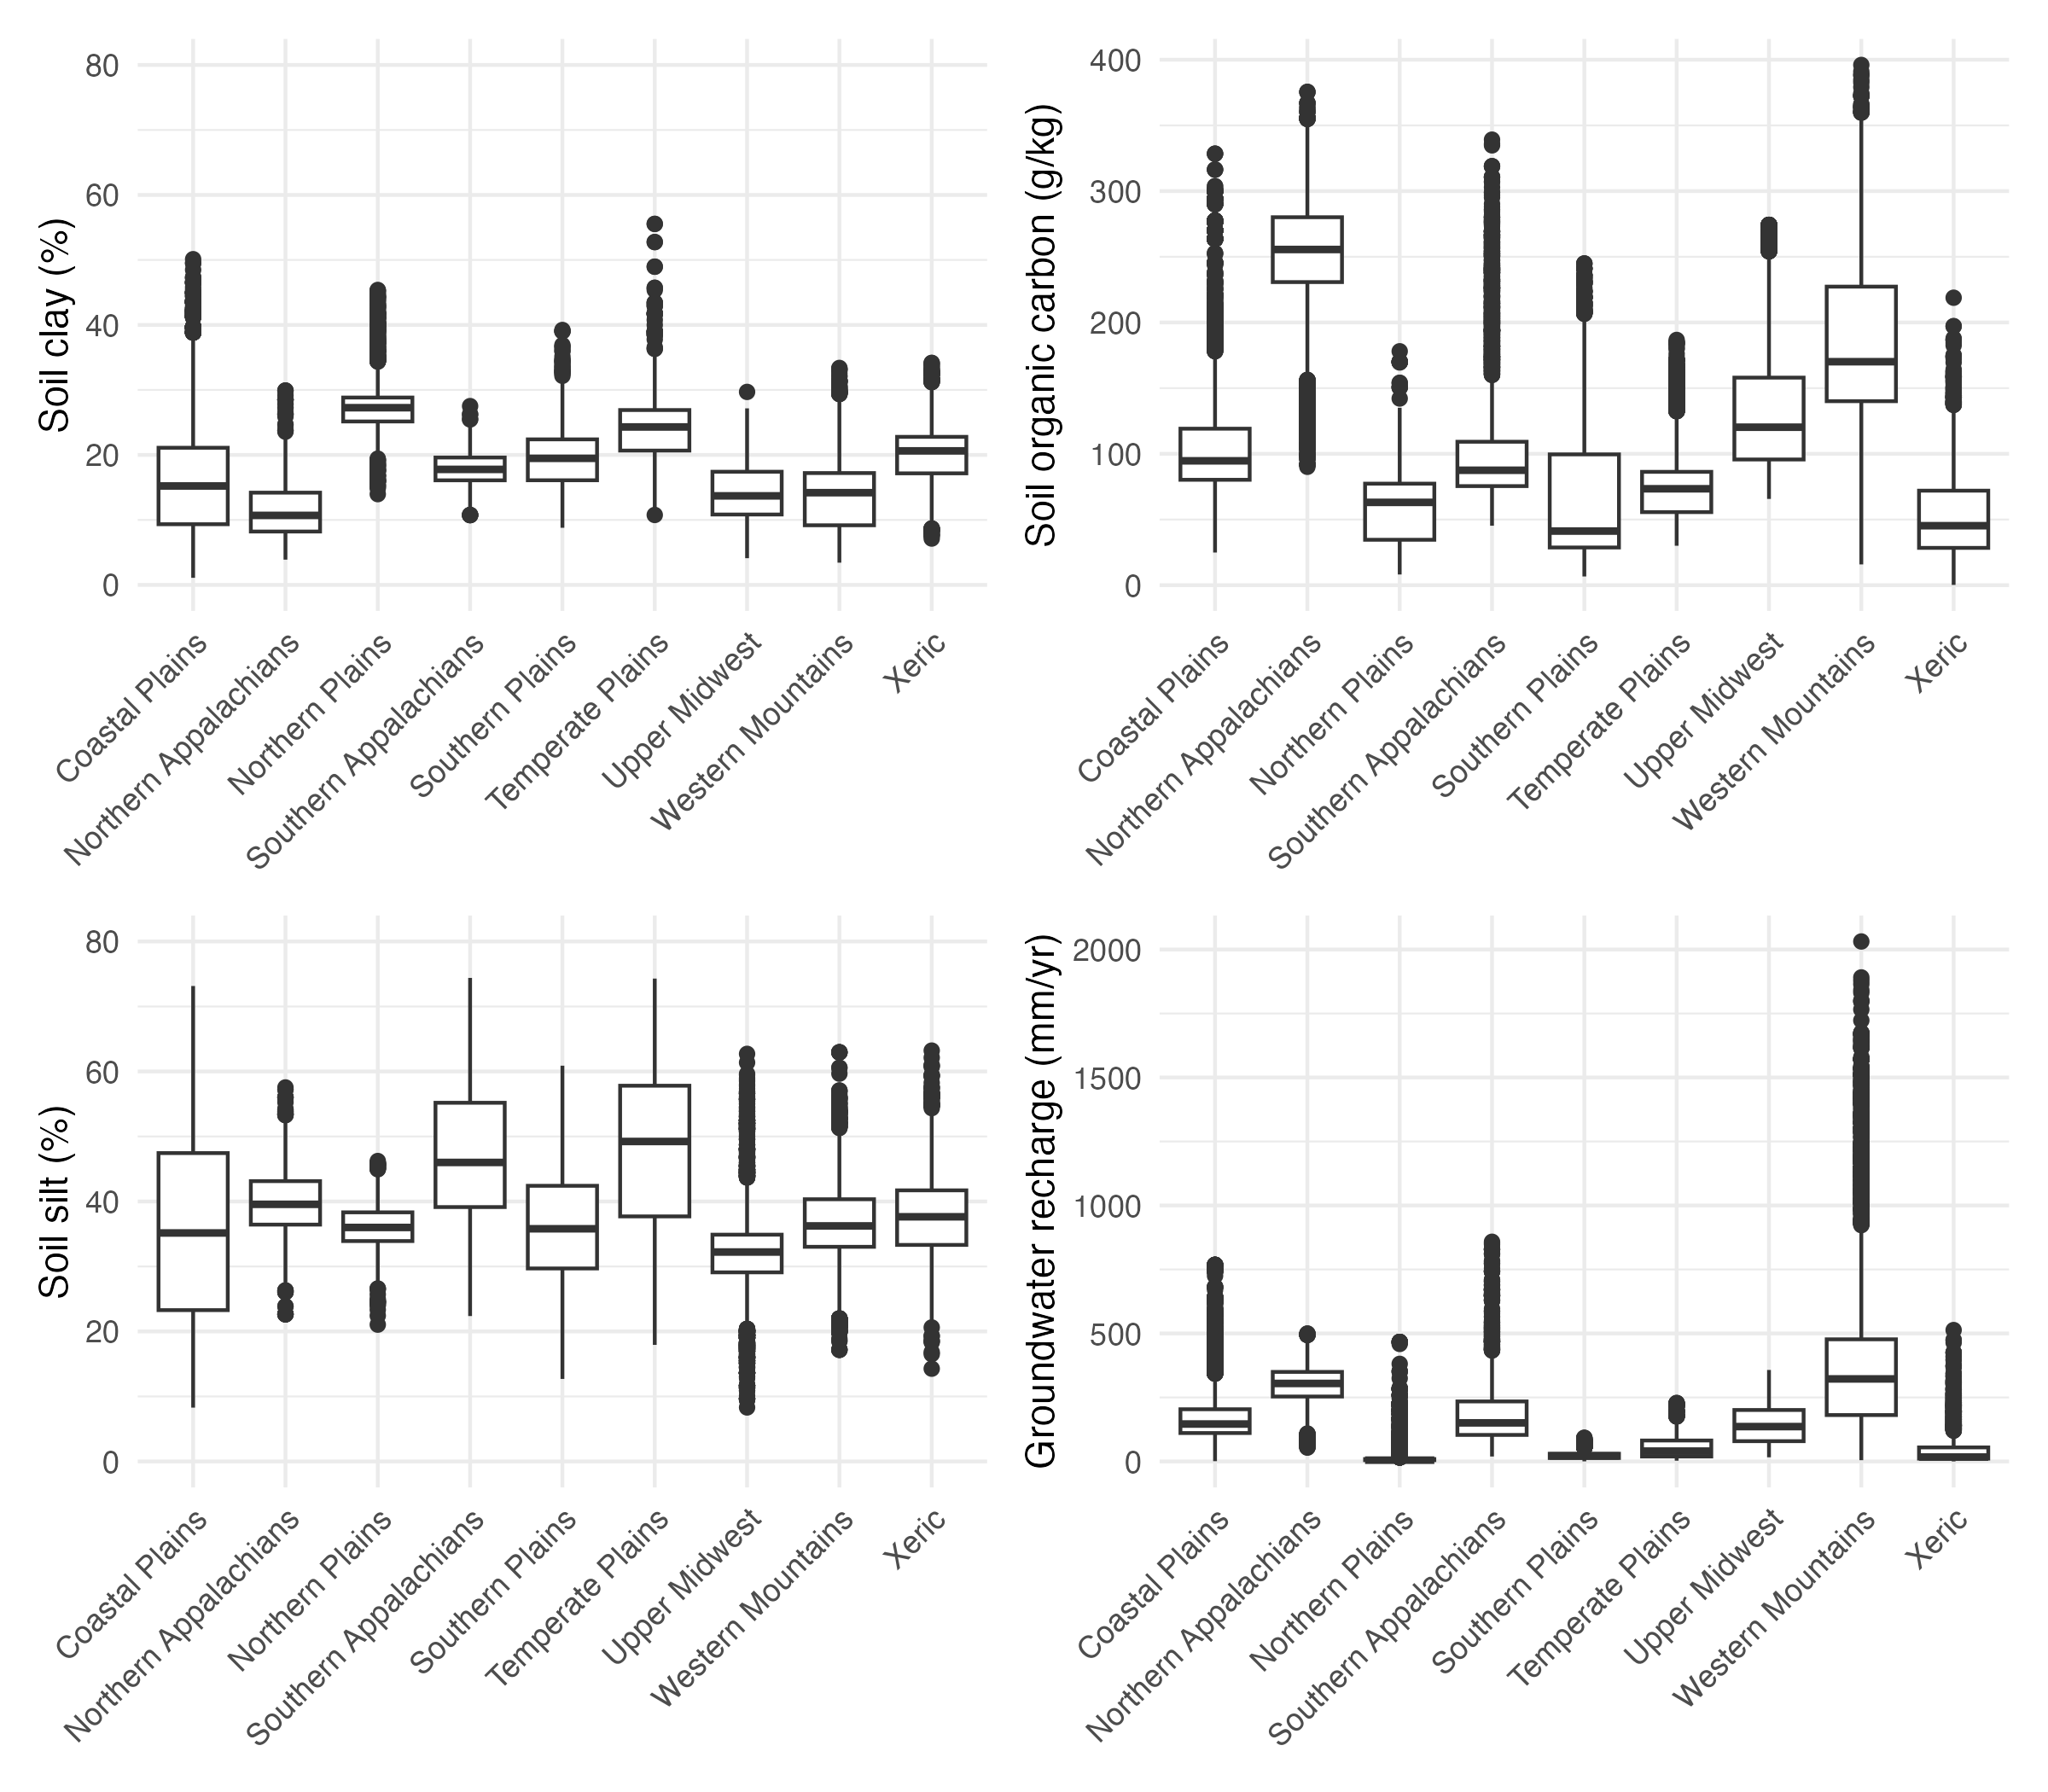 Soil clay (%)
80
60
40
20
0
Coastal Plains
Northern Appalachians
Northern Plains
Southern Appalachians
Southern Plains
Temperate Plains
Upper Midwest
Western Mountains
Xeric
Soil organic carbon (g/kg)
400
300
200
100
0
Coastal Plains
Northern Appalachians
Northern Plains
Southern Appalachians
Southern Plains
Temperate Plains
Upper Midwest
Western Mountains
Xeric
Soil silt (%)
80
60
40
20
0
Coastal Plains
Northern Appalachians
Northern Plains
Southern Appalachians
Southern Plains
Temperate Plains
Upper Midwest
Western Mountains
Xeric
Groundwater recharge (mm/yr)
2000
1500
1000
500
0
Coastal Plains
Northern Appalachians
Northern Plains
Southern Appalachians
Southern Plains
Temperate Plains
Upper Midwest
Western Mountains
Xeric